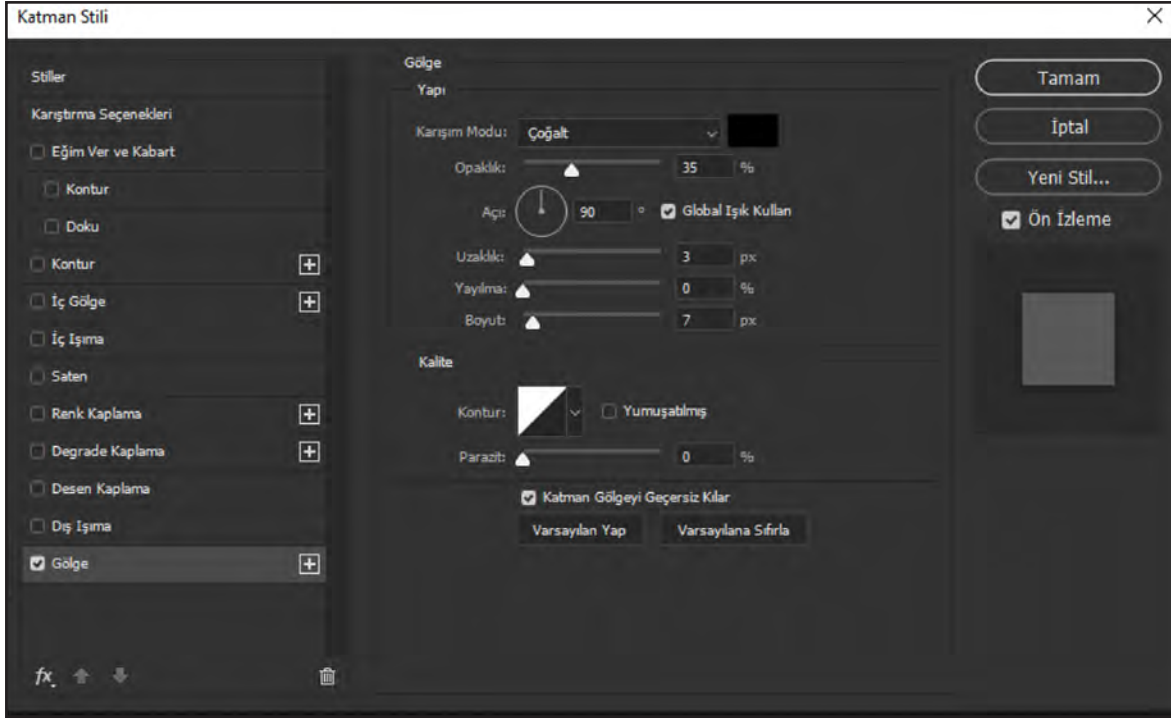 Katman Stili
Stiller
Karıştırma Seçenekleri
Eğim Ver ve Kabart
Kontur
Doku
Kontur
İç Gölge
İç Işıma
Saten
Renk Kaplama
Degrade Kaplama
Desen Kaplama
Dış Işıma
Gölge
fx
Gölge
Yapı
Karışım Modu: Çoğalt
Opaklık: 35 %
Açı: 90 ° Global Işık Kullan
Uzaklık: 3 px
Yayılma: 0 %
Boyut: 7 px
Kalite
Kontur: Yumuşatılmış
Parazit: 0 %
Katman Gölgeyi Geçersiz Kılar
Varsayılan Yap Varsayılana Sıfırla
Tamam
İptal
Yeni Stil...
Ön İzleme